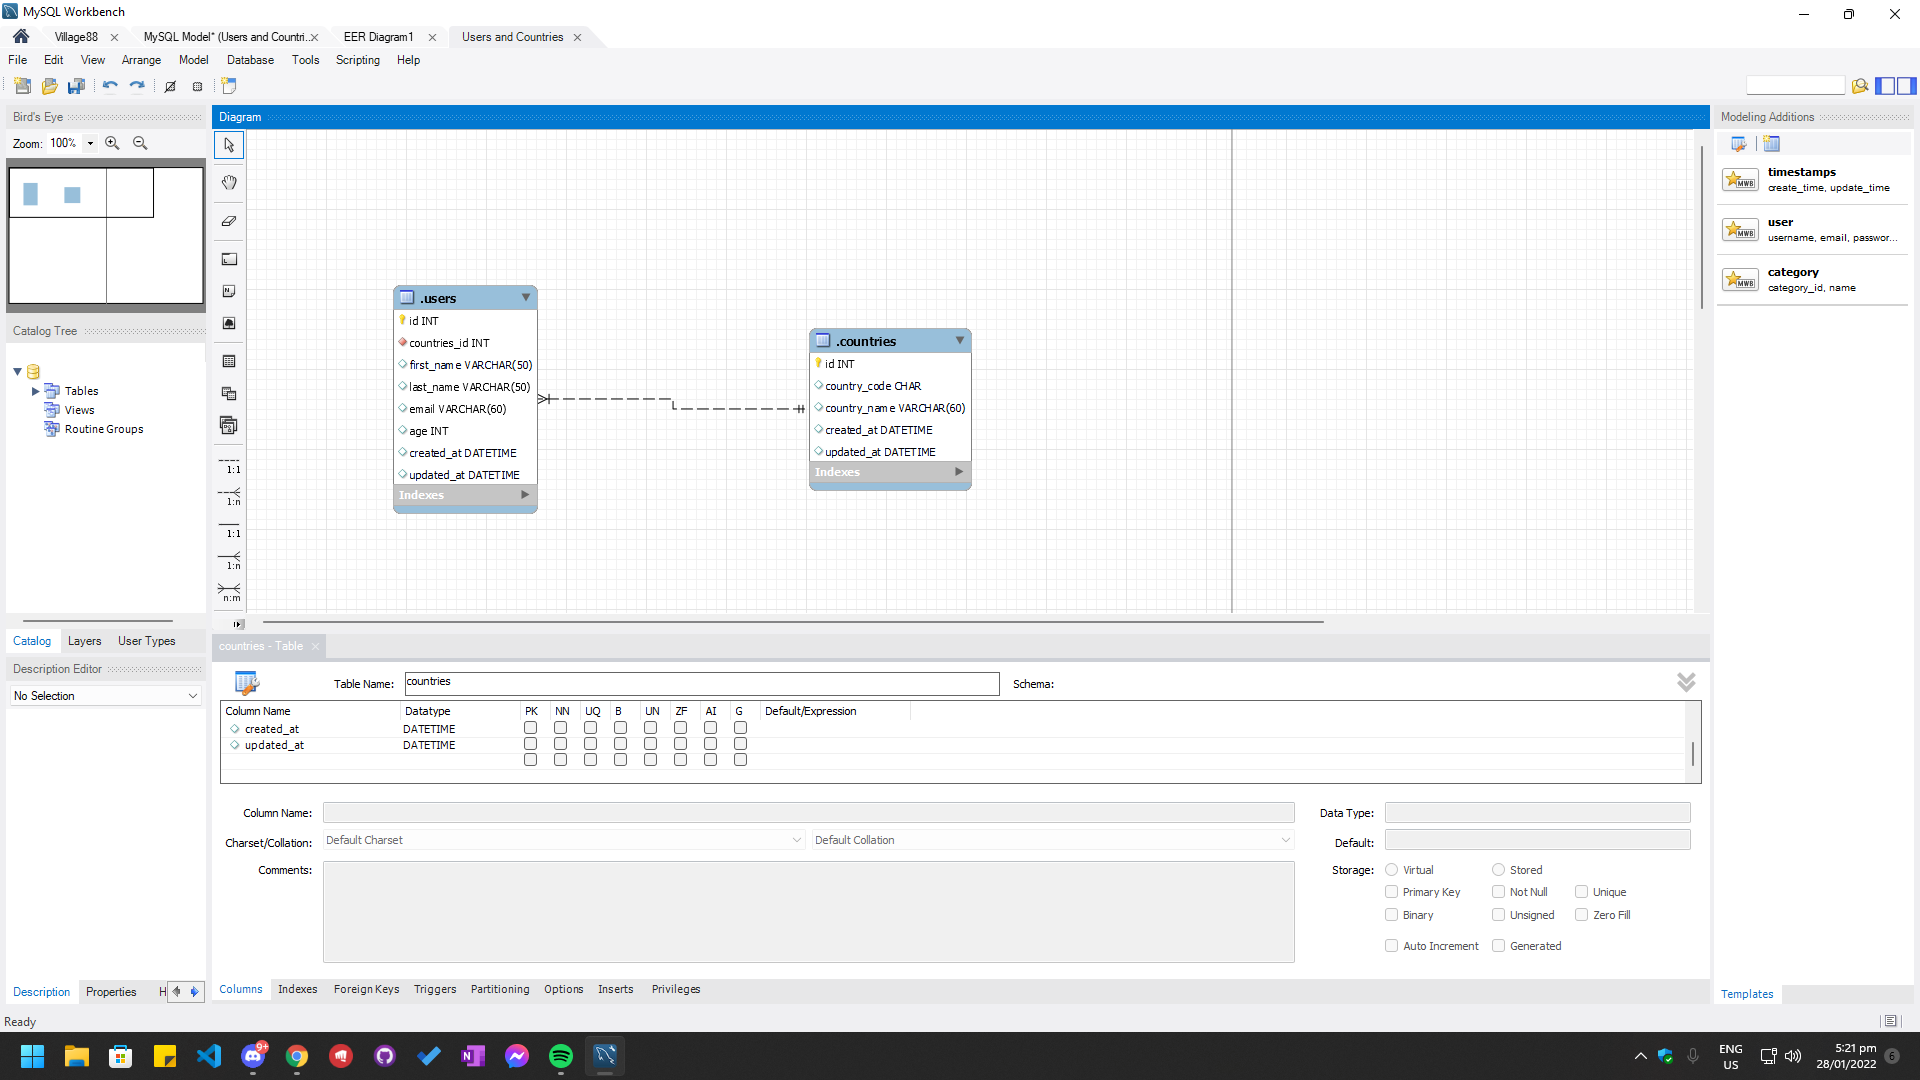 MySQL Workbench
Village88
MySQL Model* (Users and Countri...
EER Diagram1
Users and Countries
File Edit View Arrange Model Database Tools Scripting Help
Bird's Eye
Zoom: 100%
Catalog Tree
Tables
Views
Routine Groups
Catalog Layers User Types
Description Editor
No Selection
Description Properties H
Ready
Diagram
1:1
1:n
1:1
1:n
n:m
.users
id INT
countries_id INT
first_name VARCHAR(50)
last_name VARCHAR(50)
email VARCHAR(60)
age INT
created_at DATETIME
updated_at DATETIME
Indexes
.countries
id INT
country_code CHAR
country_name VARCHAR(60)
created_at DATETIME
updated_at DATETIME
Indexes
countries - Table
Table Name: countries Schema:
Column Name Datatype PK NN UQ B UN ZF AI G Default/Expression
created_at DATETIME
updated_at DATETIME
Column Name: Data Type:
Charset/Collation: Default Charset Default Collation Default:
Comments: Storage: Virtual Stored
Primary Key Not Null Unique
Binary Unsigned Zero Fill
Auto Increment Generated
Columns Indexes Foreign Keys Triggers Partitioning Options Inserts Privileges
Modeling Additions
MWB
timestamps
create_time, update_time
MWB
user
username, email, passwor...
MWB
category
category_id, name
Templates
9+
ENG
US
5:21 pm
28/01/2022
6